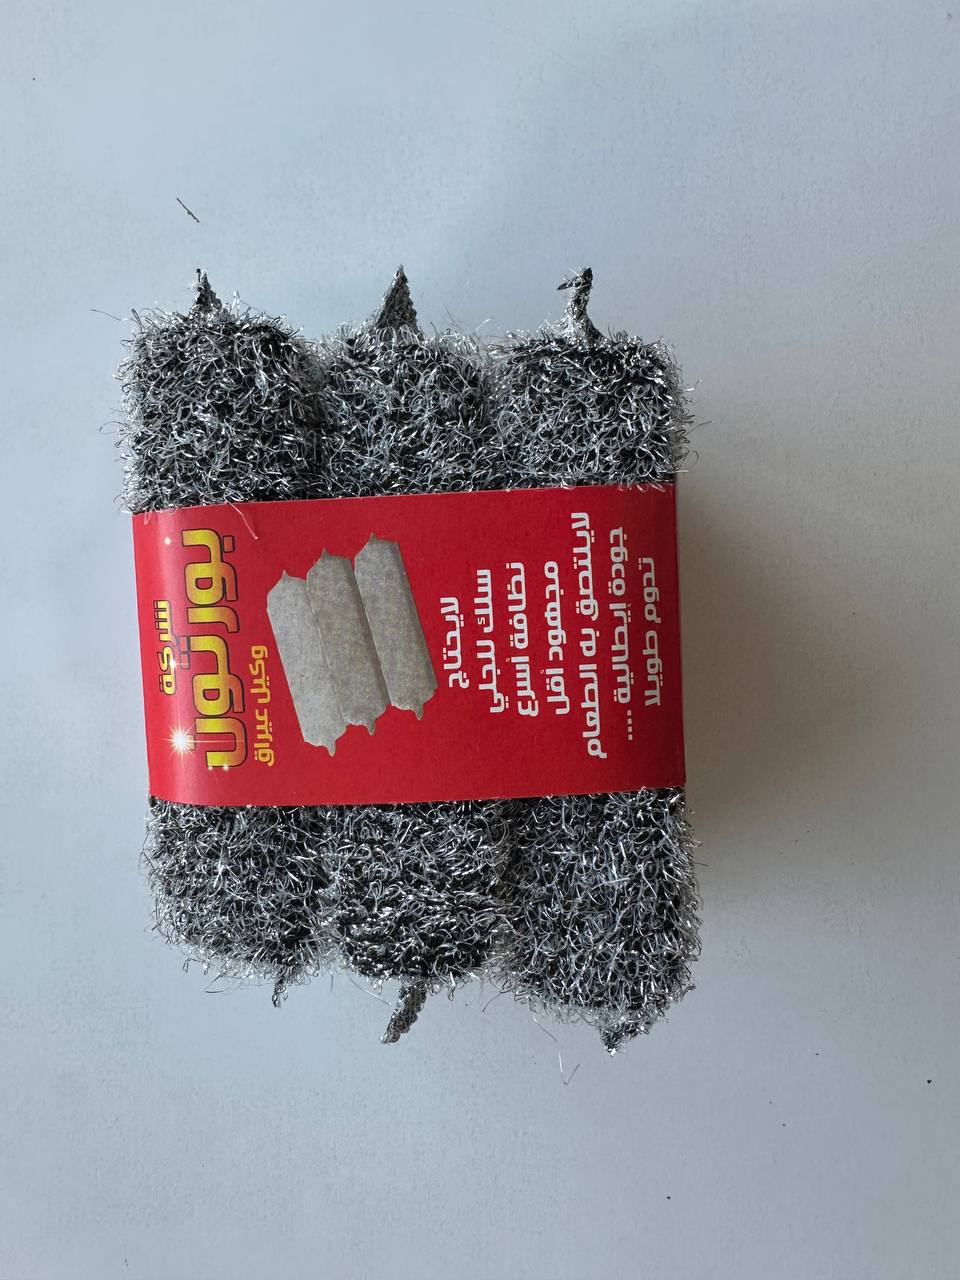 شركة
بورتون
وكيل عيراق
لايحتاج
سلك للجلي
نظافة أسرع
مجهود أقل
لايلتصق به الطعام
جودة إيطالية ....
تدوم طويلا